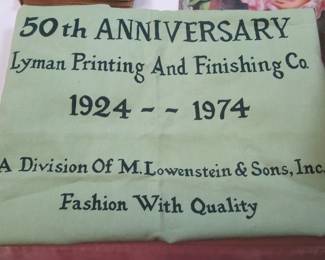 50th ANNIVERSARY
Lyman Printing And Finishing Co.
1924 - - 1974
A Division Of M. Lowenstein & Sons, Inc.
Fashion With Quality